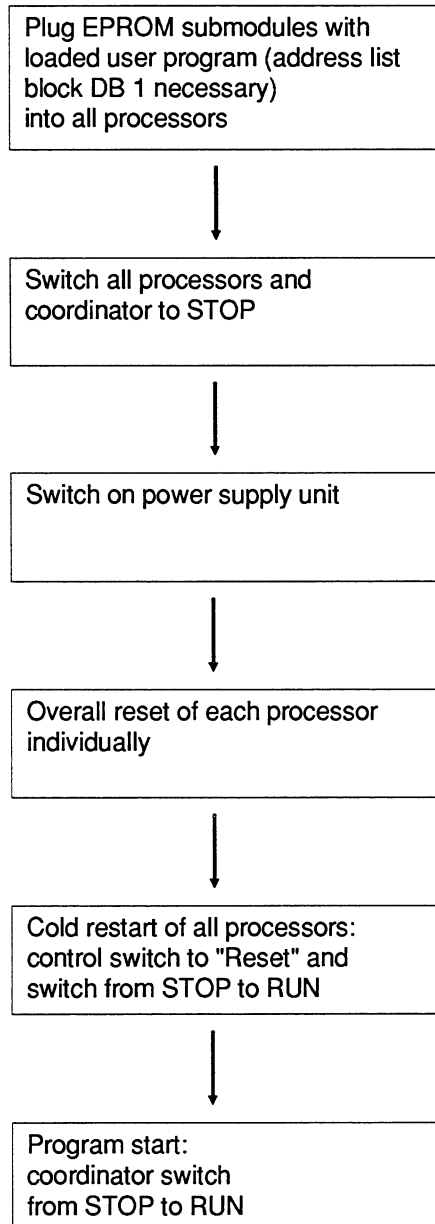 Plug EPROM submodules with
loaded user program (address list
block DB 1 necessary)
into all processors
Switch all processors and
coordinator to STOP
Switch on power supply unit
Overall reset of each processor
individually
Cold restart of all processors:
control switch to "Reset" and
switch from STOP to RUN
Program start:
coordinator switch
from STOP to RUN